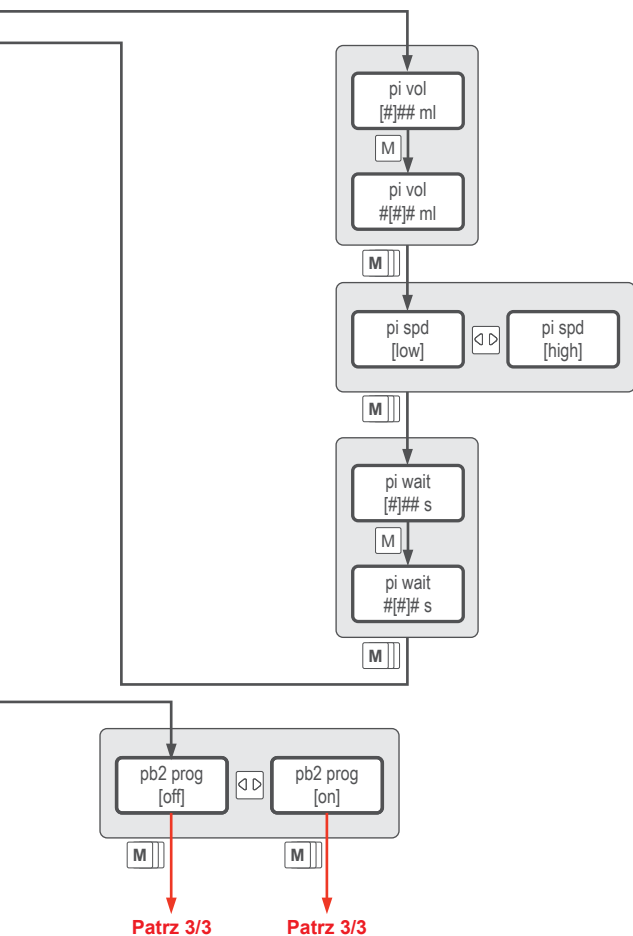 pi vol
[#]## ml
M
pi vol
#[#]# ml
M
pi spd
[low]
pi spd
[high]
M
pi wait
[#]## s
M
pi wait
#[#]# s
M
pb2 prog
[off]
pb2 prog
[on]
M
M
Patrz 3/3
Patrz 3/3